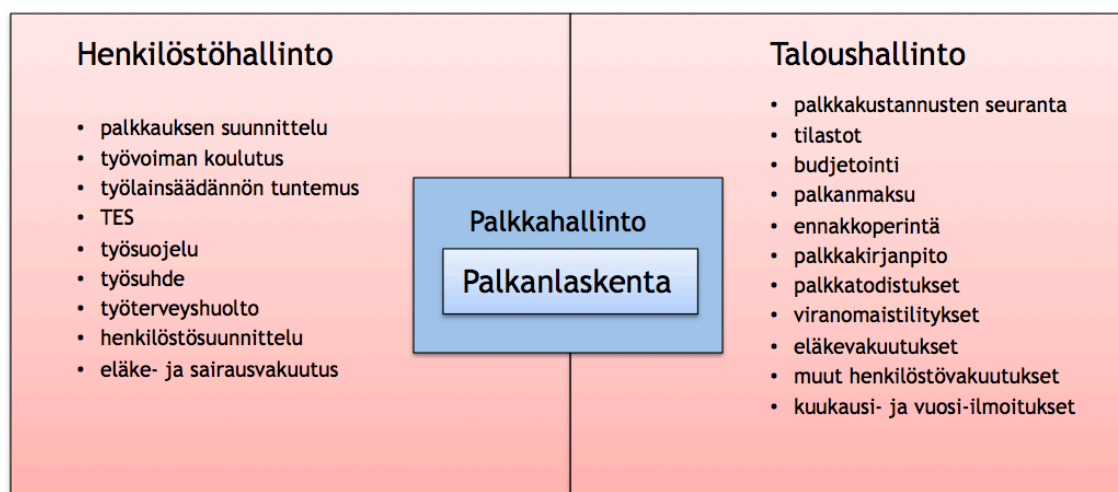 Henkilöstöhallinto
• palkkauksen suunnittelu
• työvoiman koulutus
• työlainsäädännön tuntemus
• TES
• työsuojelu
• työsuhde
• työterveyshuolto
• henkilöstösuunnittelu
• eläke- ja sairausvakuutus
Palkkahallinto
Palkanlaskenta
Taloushallinto
• palkkakustannusten seuranta
• tilastot
• budjetointi
• palkanmaksu
• ennakkoperintä
• palkkakirjanpito
• palkkatodistukset
• viranomaistilitykset
• eläkevakuutukset
• muut henkilöstövakuutukset
• kuukausi- ja vuosi-ilmoitukset